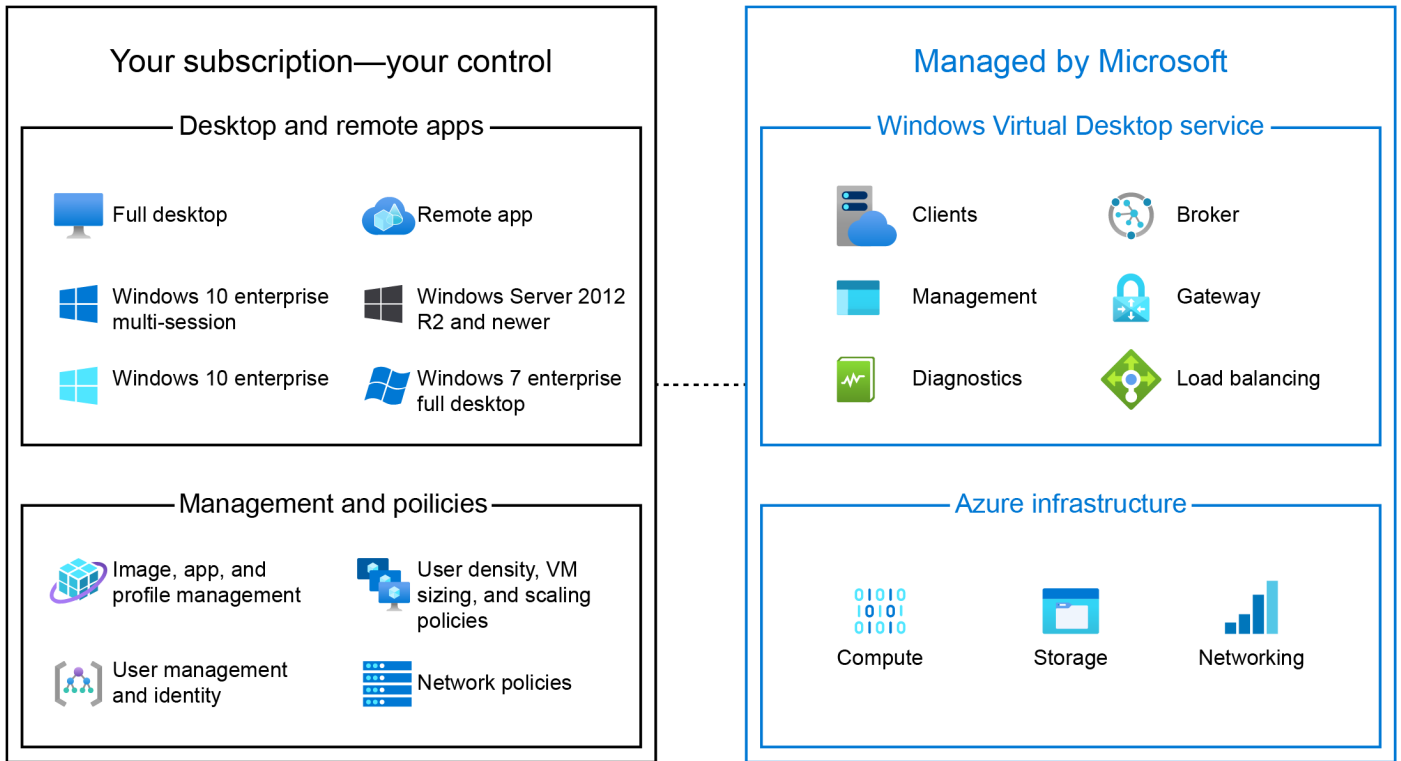 Your subscription—your control
Desktop and remote apps
Full desktop
Remote app
Windows 10 enterprise
multi-session
Windows Server 2012
R2 and newer
Windows 10 enterprise
Windows 7 enterprise
full desktop
Management and poilicies
Image, app, and
profile management
User density, VM
sizing, and scaling
policies
User management
and identity
Network policies
Managed by Microsoft
Windows Virtual Desktop service
Clients
Broker
Management
Gateway
Diagnostics
Load balancing
Azure infrastructure
Compute
Storage
Networking